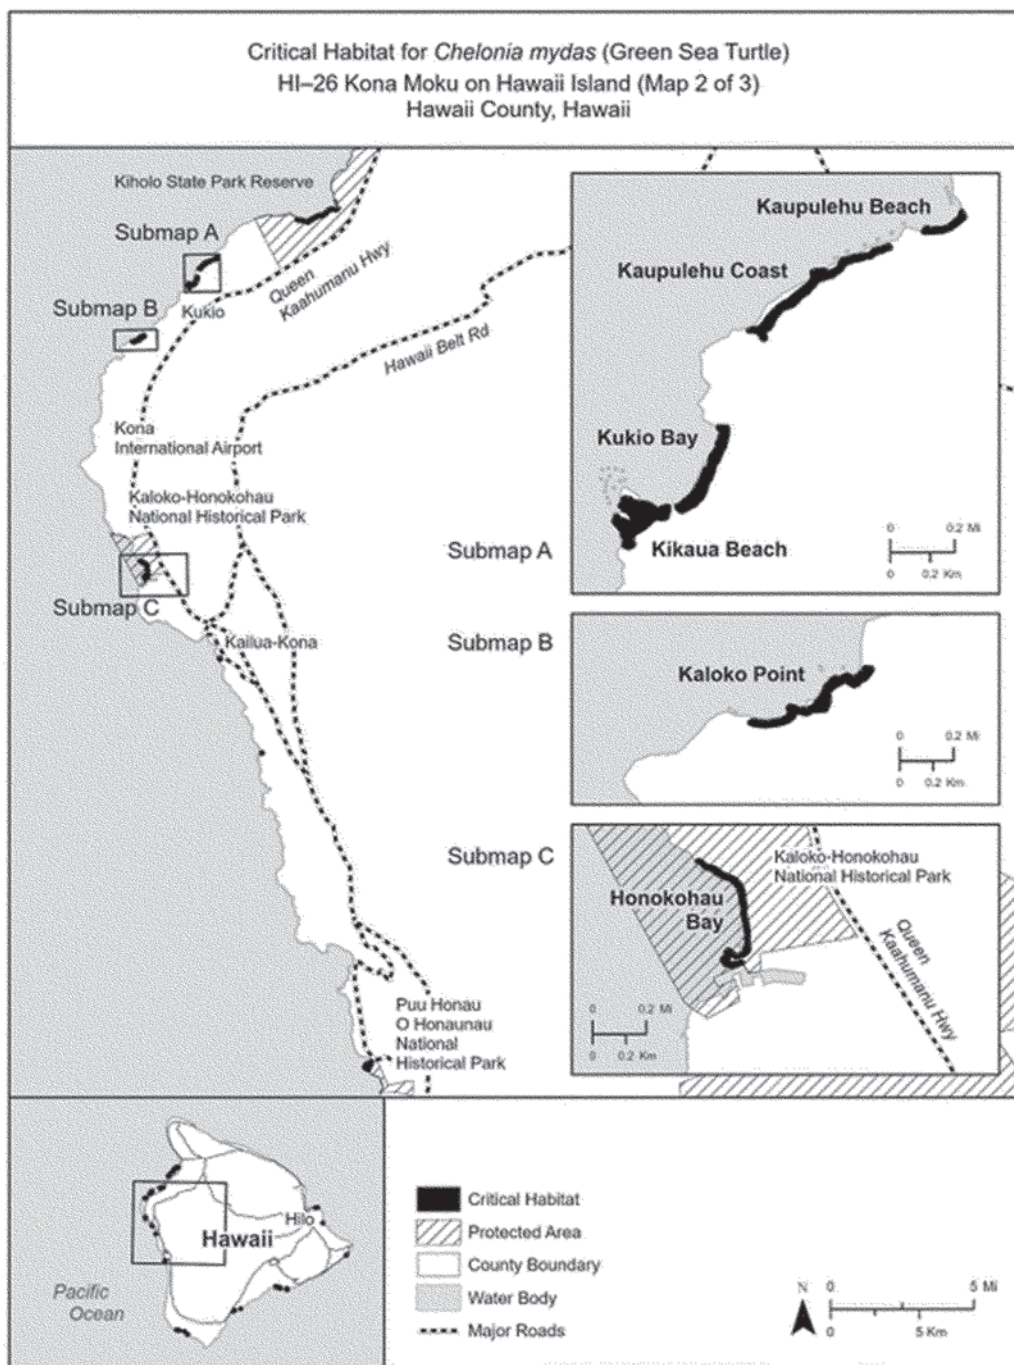 Critical Habitat for Chelonia mydas (Green Sea Turtle)
HI–26 Kona Moku on Hawaii Island (Map 2 of 3)
Hawaii County, Hawaii
Kiholo State Park Reserve
Submap A
Queen
Kaahumanu Hwy
Submap B
Kukio
Hawaii Belt Rd
Kona
International Airport
Kaloko-Honokohau
National Historical Park
Submap C
Kailua-Kona
Puu Honau
O Honaunau
National
Historical Park
Submap A
Kaupulehu Beach
Kaupulehu Coast
Kukio Bay
Kikaua Beach
0 0.2 Mi
0 0.2 Km
Submap B
Kaloko Point
0 0.2 Mi
0 0.2 Km
Submap C
Kaloko-Honokohau
National Historical Park
Honokohau
Bay
Queen
Kaahumanu Hwy
0 0.2 Mi
0 0.2 Km
Hilo
Hawaii
Pacific
Ocean
Critical Habitat
Protected Area
County Boundary
Water Body
Major Roads
N
0 5 Mi
0 5 Km